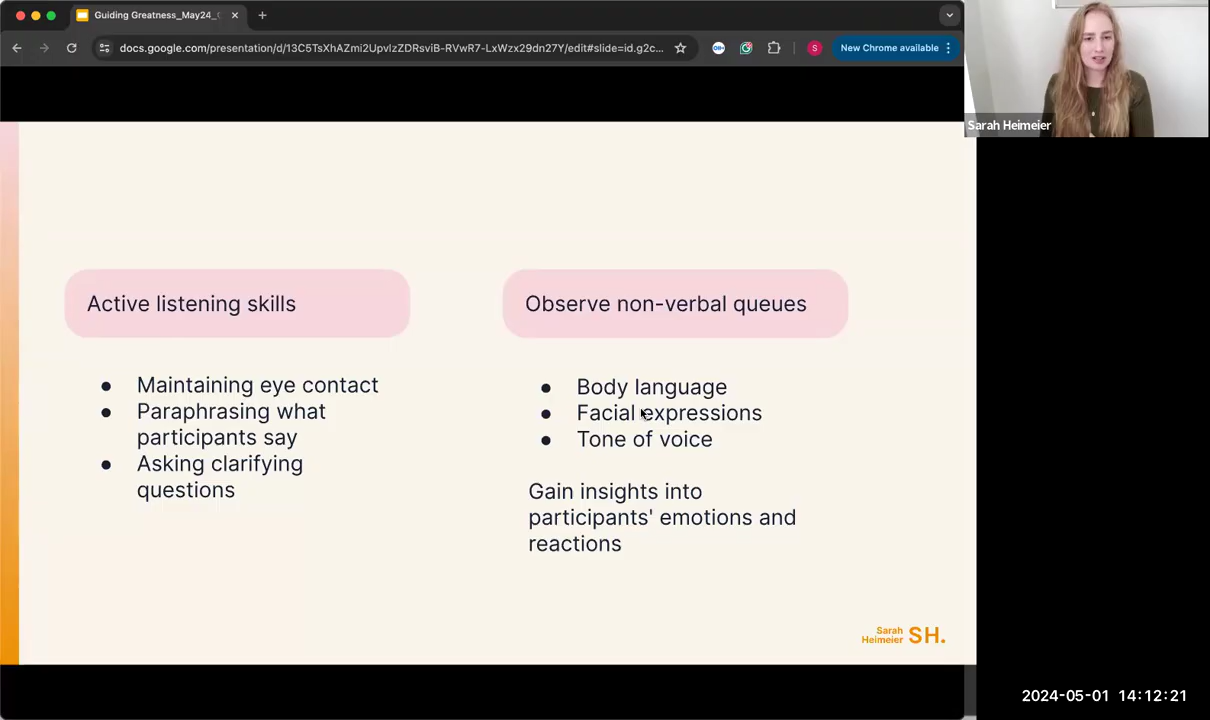 Guiding Greatness_May24_
docs.google.com/presentation/d/13C5TsXhAZmi2UpvlzZDRsviB-RVwR7-LxWzx29dn27Y/edit#slide=id.g2c...
S
New Chrome available
Sarah Heimeier
Active listening skills
● Maintaining eye contact
● Paraphrasing what
participants say
● Asking clarifying
questions
Observe non-verbal queues
● Body language
● Facial expressions
● Tone of voice
Gain insights into
participants' emotions and
reactions
Sarah
Heimeier
SH.
2024-05-01 14:12:21